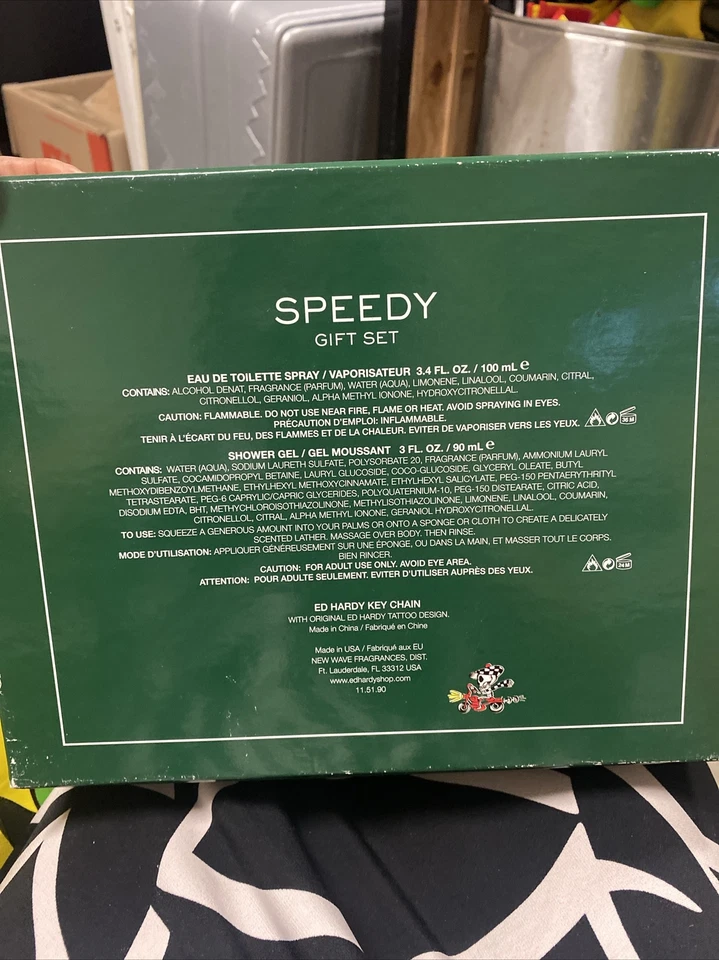 SPEEDY
GIFT SET
EAU DE TOILETTE SPRAY / VAPORISATEUR 3.4 FL. OZ. / 100 mL e
CONTAINS: ALCOHOL DENAT, FRAGRANCE (PARFUM), WATER (AQUA), LIMONENE, LINALOOL, COUMARIN, CITRAL,
CITRONELLOL, GERANIOL, ALPHA METHYL IONONE, HYDROXYCITRONELLAL.
CAUTION: FLAMMABLE. DO NOT USE NEAR FIRE, FLAME OR HEAT. AVOID SPRAYING IN EYES.
PRÉCAUTION D'EMPLOI: INFLAMMABLE.
TENIR À L'ÉCART DU FEU, DES FLAMMES ET DE LA CHALEUR. EVITER DE VAPORISER VERS LES YEUX. 36 M
SHOWER GEL / GEL MOUSSANT 3 FL. OZ. / 90 mL e
CONTAINS: WATER (AQUA), SODIUM LAURETH SULFATE, POLYSORBATE 20, FRAGRANCE (PARFUM), AMMONIUM LAURYL
SULFATE, COCAMIDOPROPYL BETAINE, LAURYL GLUCOSIDE, COCO-GLUCOSIDE, GLYCERYL OLEATE, BUTYL
METHOXYDIBENZOYLMETHANE, ETHYLHEXYL METHOXYCINNAMATE, ETHYLHEXYL SALICYLATE, PEG-150 PENTAERYTHRITYL
TETRASTEARATE, PEG-6 CAPRYLIC/CAPRIC GLYCERIDES, POLYQUATERNIUM-10, PEG-150 DISTEARATE, CITRIC ACID,
DISODIUM EDTA, BHT, METHYCHLOROISOTHIAZOLINONE, METHYLISOTHIAZOLINONE, LIMONENE, LINALOOL, COUMARIN,
CITRONELLOL, CITRAL, ALPHA METHYL IONONE, GERANIOL HYDROXYCITRONELLAL.
TO USE: SQUEEZE A GENEROUS AMOUNT INTO YOUR PALMS OR ONTO A SPONGE OR CLOTH TO CREATE A DELICATELY
SCENTED LATHER. MASSAGE OVER BODY. THEN RINSE.
MODE D'UTILISATION: APPLIQUER GÉNÉREUSEMENT SUR UNE ÉPONGE, OU DANS LA MAIN, ET MASSER TOUT LE CORPS.
BIEN RINCER.
CAUTION: FOR ADULT USE ONLY. AVOID EYE AREA.
ATTENTION: POUR ADULTE SEULEMENT. EVITER D'UTILISER AUPRÈS DES YEUX. 24 M
ED HARDY KEY CHAIN
WITH ORIGINAL ED HARDY TATTOO DESIGN.
Made in China / Fabriqué en Chine
Made in USA / Fabriqué aux EU
NEW WAVE FRAGRANCES, DIST.
Ft. Lauderdale, FL 33312 USA
www.edhardyshop.com
11.51.90